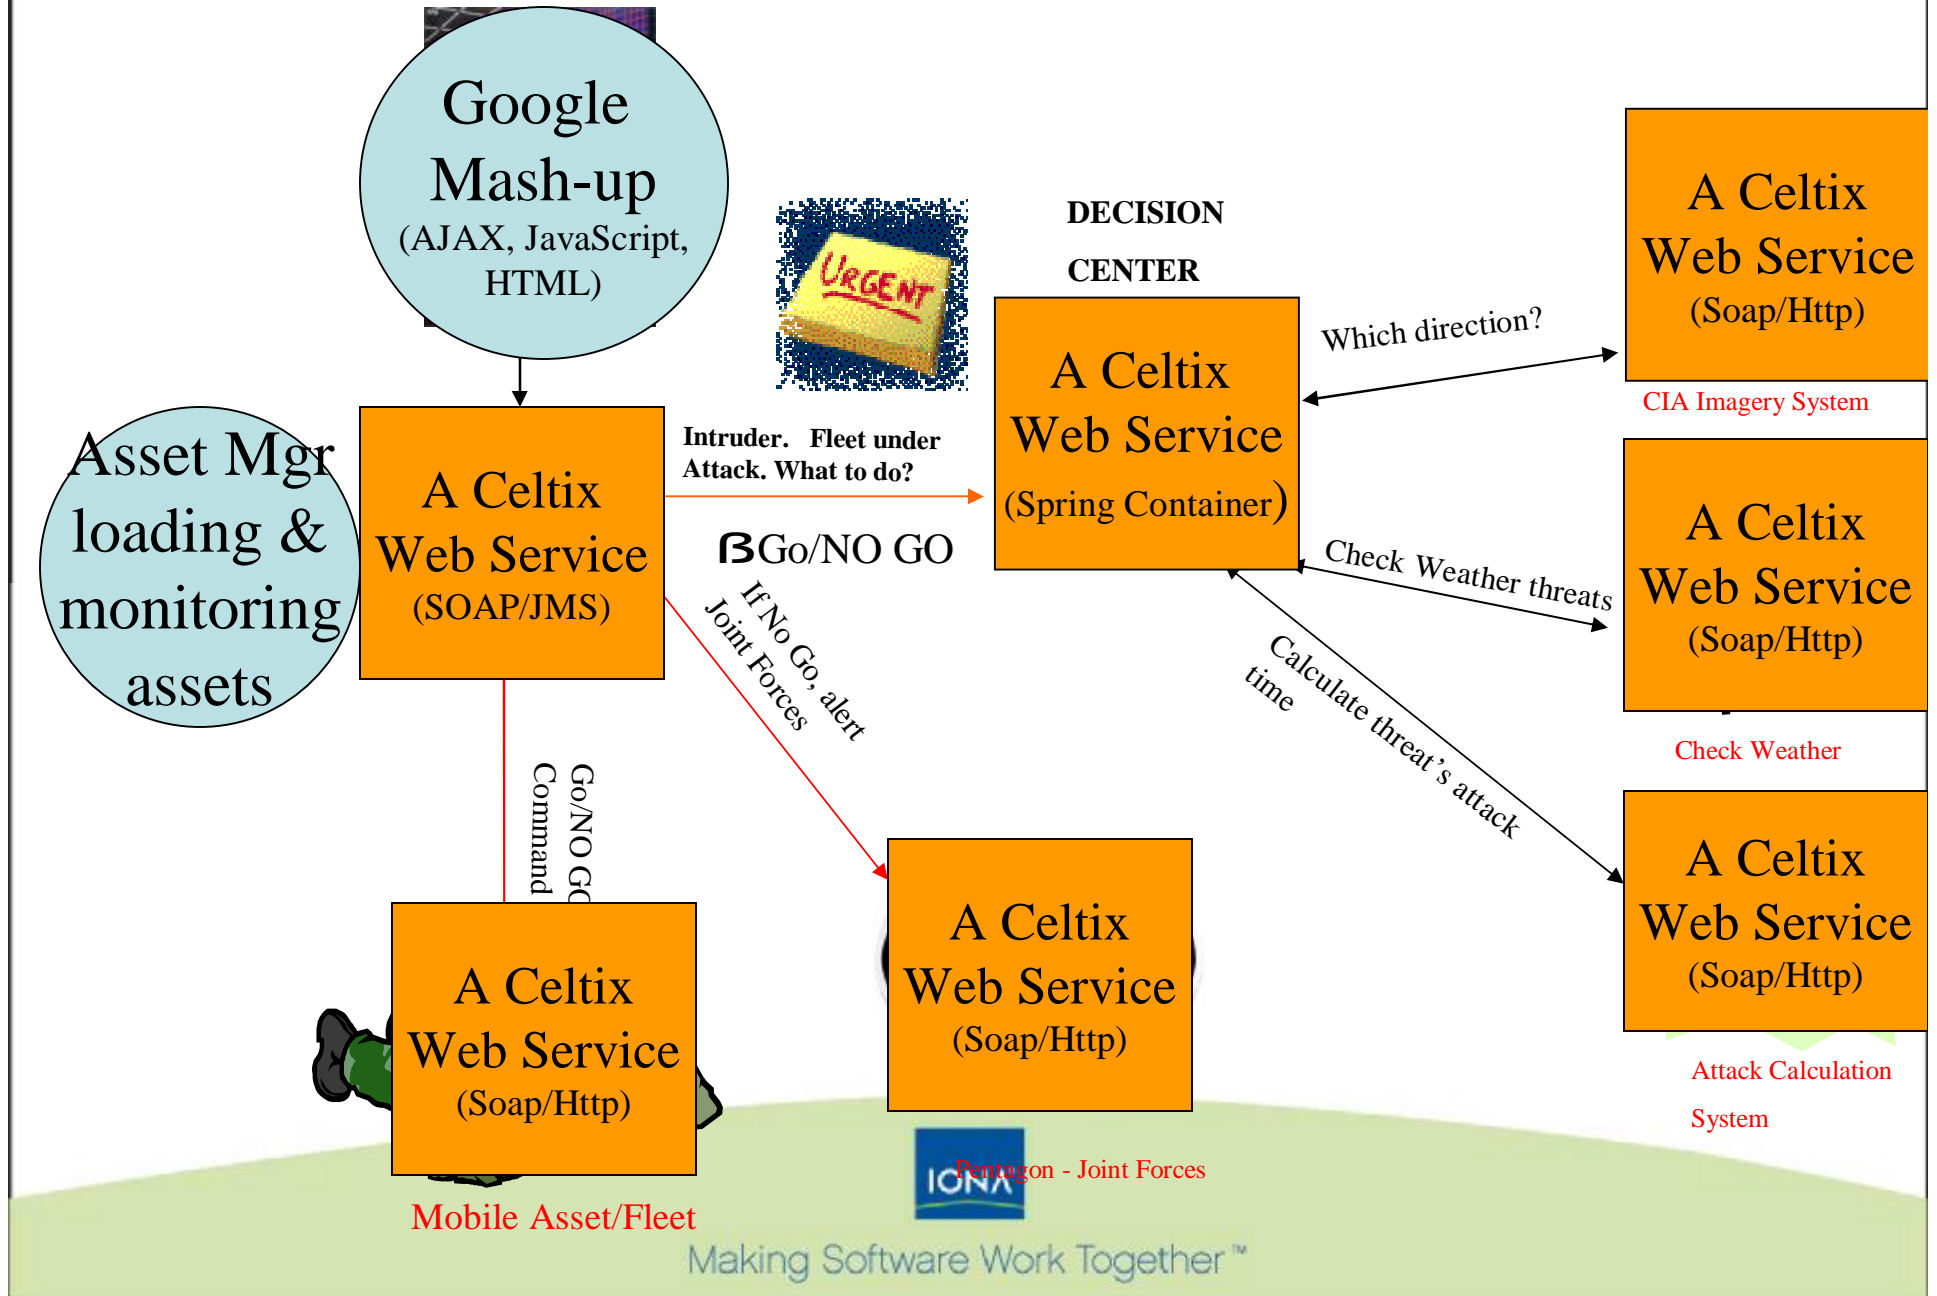 Google
Mash-up
(AJAX, JavaScript,
HTML)
Asset Mgr
loading &
monitoring
assets
A Celtix
Web Service
(SOAP/JMS)
URGENT
Intruder. Fleet under
Attack. What to do?
ßGo/NO GO
If No Go, alert
Joint Forces
Go/NO GO
Command
DECISION
CENTER
A Celtix
Web Service
(Spring Container)
Which direction?
Check Weather threats
Calculate threat’s attack
time
A Celtix
Web Service
(Soap/Http)
CIA Imagery System
A Celtix
Web Service
(Soap/Http)
Check Weather
A Celtix
Web Service
(Soap/Http)
Attack Calculation
System
A Celtix
Web Service
(Soap/Http)
Pentagon - Joint Forces
A Celtix
Web Service
(Soap/Http)
Mobile Asset/Fleet
IONA
Making Software Work Together™